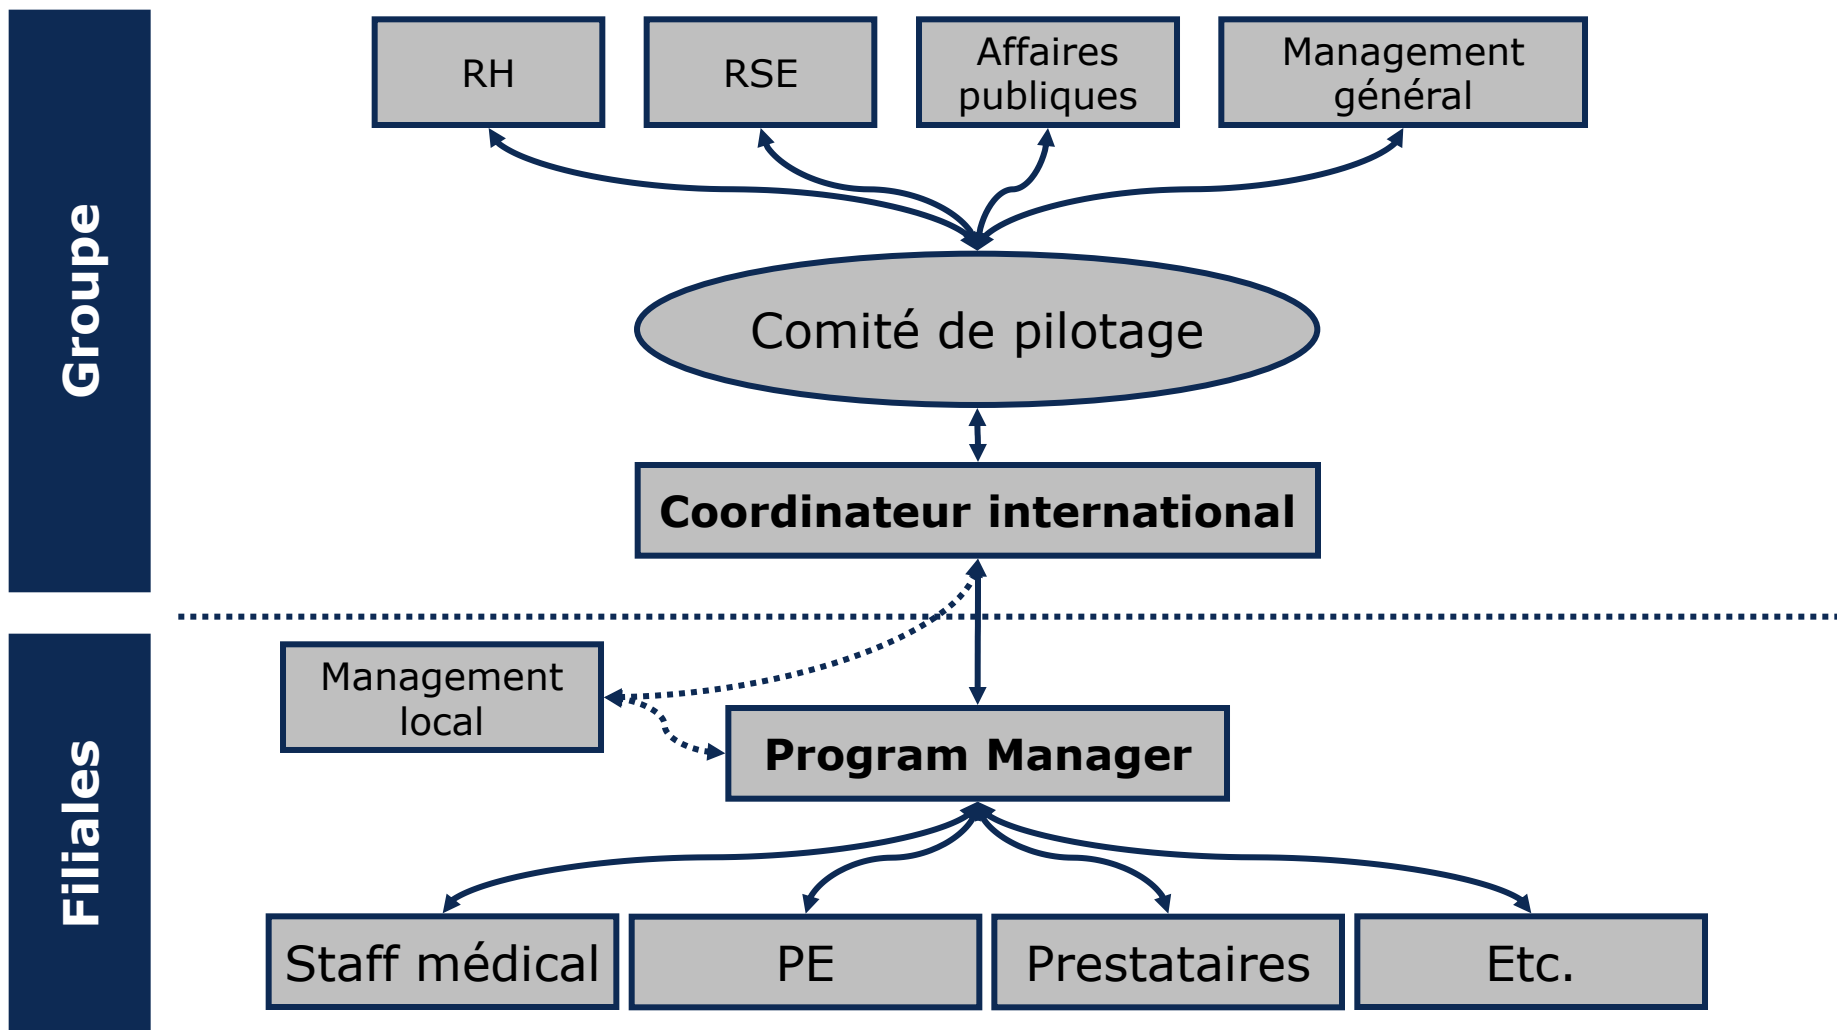 Groupe
RH
RSE
Affaires
publiques
Management
général
Comité de pilotage
Coordinateur international
Filiales
Management
local
Program Manager
Staff médical
PE
Prestataires
Etc.